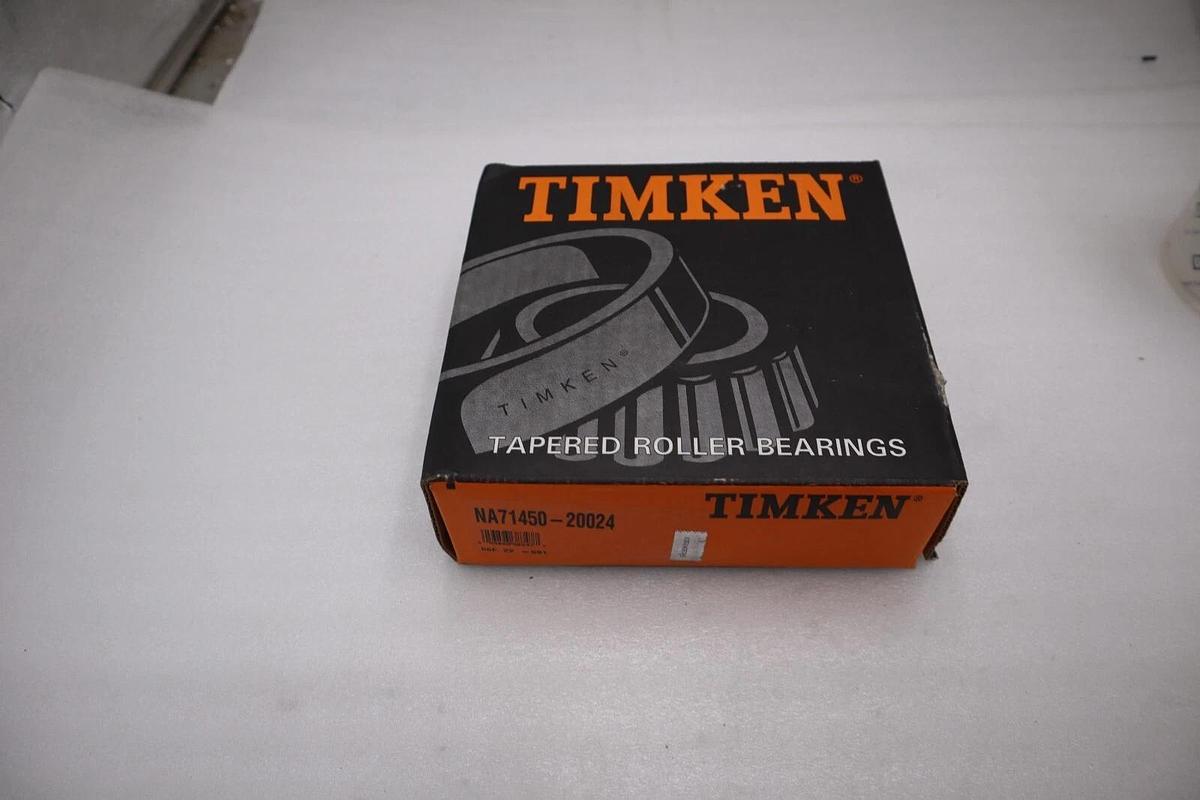 TIMKEN®
TIMKEN®
TAPERED ROLLER BEARINGS
TIMKEN®
NA71450-20024